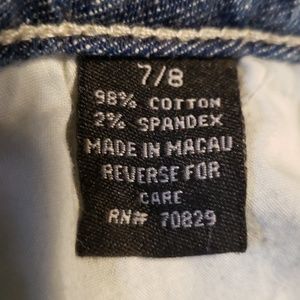 7/8
98% COTTON
2% SPANDEX
MADE IN MACAU
REVERSE FOR
CARE
RN# 70829